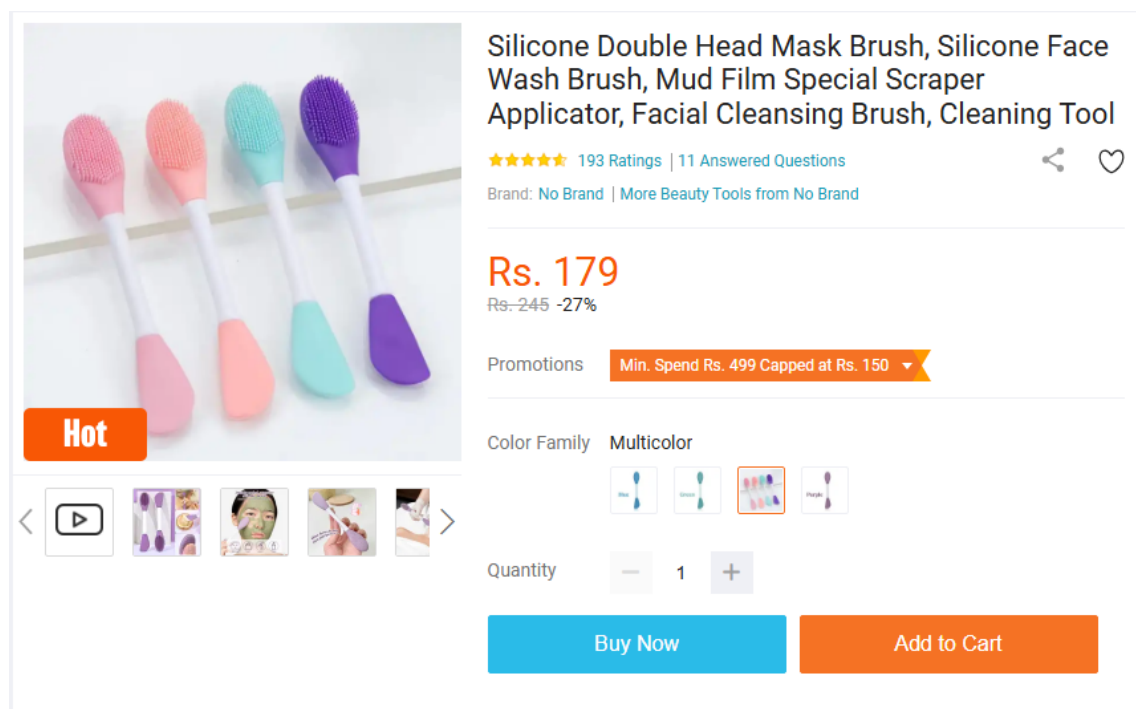 Silicone Double Head Mask Brush, Silicone Face
Wash Brush, Mud Film Special Scraper
Applicator, Facial Cleansing Brush, Cleaning Tool
193 Ratings | 11 Answered Questions
Brand: No Brand | More Beauty Tools from No Brand
Rs. 179
Rs. 245 -27%
Promotions Min. Spend Rs. 499 Capped at Rs. 150
Hot
Color Family Multicolor
Blue
Green
Purple
Quantity 1
Buy Now Add to Cart